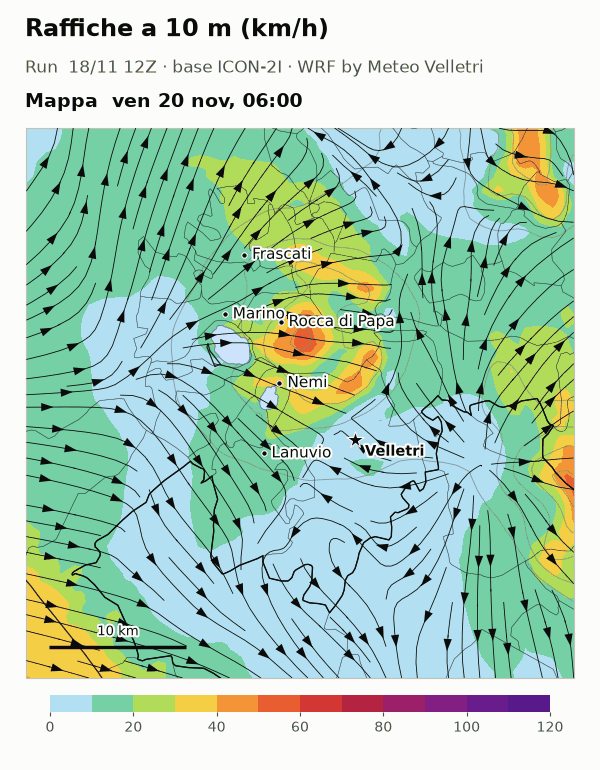 Raffiche a 10 m (km/h)
Run  18/11 12Z · base ICON-2I · WRF by Meteo Velletri
Mappa  ven 20 nov, 06:00
Frascati
Marino
Rocca di Papa
Nemi
Velletri
Lanuvio
10 km
0 20 40 60 80 100 120